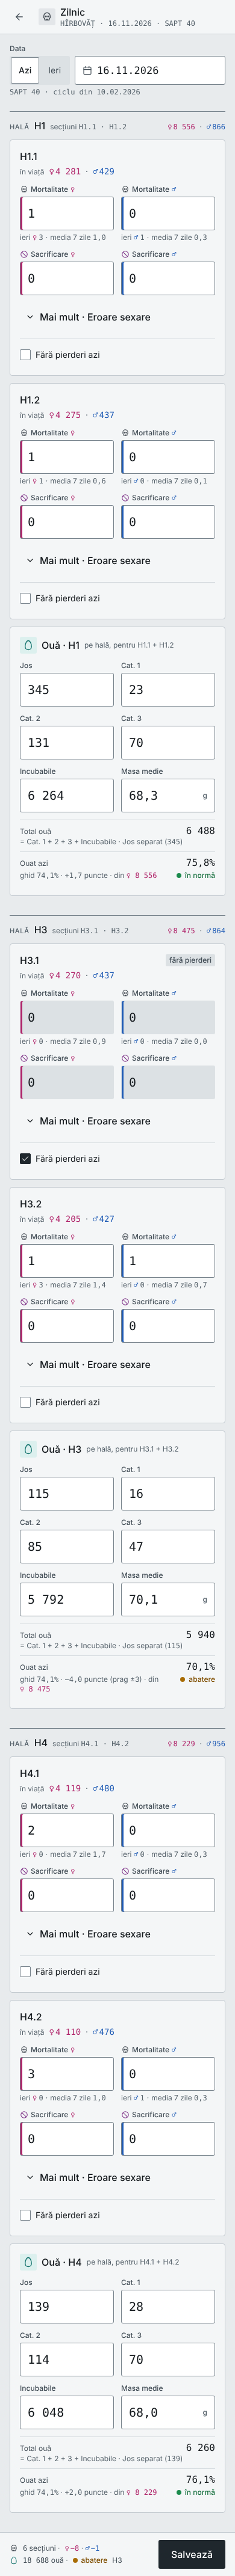 Zilnic
HÎRBOVĂȚ · 16.11.2026 · SAPT 40
Data
Azi Ieri 16.11.2026
SAPT 40 · ciclu din 10.02.2026
HALĂ H1 secțiuni H1.1 · H1.2 ♀8 556 · ♂866
H1.1
în viață ♀4 281 · ♂429
Mortalitate ♀ Mortalitate ♂
1 0
ieri ♀ 3 · media 7 zile 1,0 ieri ♂ 1 · media 7 zile 0,3
Sacrificare ♀ Sacrificare ♂
0 0
Mai mult · Eroare sexare
Fără pierderi azi
H1.2
în viață ♀4 275 · ♂437
Mortalitate ♀ Mortalitate ♂
1 0
ieri ♀ 1 · media 7 zile 0,6 ieri ♂ 0 · media 7 zile 0,1
Sacrificare ♀ Sacrificare ♂
0 0
Mai mult · Eroare sexare
Fără pierderi azi
Ouă · H1 pe hală, pentru H1.1 + H1.2
Jos Cat. 1
345 23
Cat. 2 Cat. 3
131 70
Incubabile Masa medie
6 264 68,3 g
Total ouă 6 488
= Cat. 1 + 2 + 3 + Incubabile · Jos separat (345)
Ouat azi 75,8%
ghid 74,1% · +1,7 puncte · din ♀ 8 556 în normă
HALĂ H3 secțiuni H3.1 · H3.2 ♀8 475 · ♂864
H3.1 fără pierderi
în viață ♀4 270 · ♂437
Mortalitate ♀ Mortalitate ♂
0 0
ieri ♀ 0 · media 7 zile 0,9 ieri ♂ 0 · media 7 zile 0,0
Sacrificare ♀ Sacrificare ♂
0 0
Mai mult · Eroare sexare
Fără pierderi azi
H3.2
în viață ♀4 205 · ♂427
Mortalitate ♀ Mortalitate ♂
1 1
ieri ♀ 3 · media 7 zile 1,4 ieri ♂ 0 · media 7 zile 0,7
Sacrificare ♀ Sacrificare ♂
0 0
Mai mult · Eroare sexare
Fără pierderi azi
Ouă · H3 pe hală, pentru H3.1 + H3.2
Jos Cat. 1
115 16
Cat. 2 Cat. 3
85 47
Incubabile Masa medie
5 792 70,1 g
Total ouă 5 940
= Cat. 1 + 2 + 3 + Incubabile · Jos separat (115)
Ouat azi 70,1%
ghid 74,1% · −4,0 puncte (prag ±3) · din abatere
♀ 8 475
HALĂ H4 secțiuni H4.1 · H4.2 ♀8 229 · ♂956
H4.1
în viață ♀4 119 · ♂480
Mortalitate ♀ Mortalitate ♂
2 0
ieri ♀ 0 · media 7 zile 1,7 ieri ♂ 0 · media 7 zile 0,3
Sacrificare ♀ Sacrificare ♂
0 0
Mai mult · Eroare sexare
Fără pierderi azi
H4.2
în viață ♀4 110 · ♂476
Mortalitate ♀ Mortalitate ♂
3 0
ieri ♀ 0 · media 7 zile 1,0 ieri ♂ 1 · media 7 zile 0,3
Sacrificare ♀ Sacrificare ♂
0 0
Mai mult · Eroare sexare
Fără pierderi azi
Ouă · H4 pe hală, pentru H4.1 + H4.2
Jos Cat. 1
139 28
Cat. 2 Cat. 3
114 70
Incubabile Masa medie
6 048 68,0 g
Total ouă 6 260
= Cat. 1 + 2 + 3 + Incubabile · Jos separat (139)
Ouat azi 76,1%
ghid 74,1% · +2,0 puncte · din ♀ 8 229 în normă
6 secțiuni · ♀−8 · ♂−1
18 688 ouă · abatere H3
Salvează